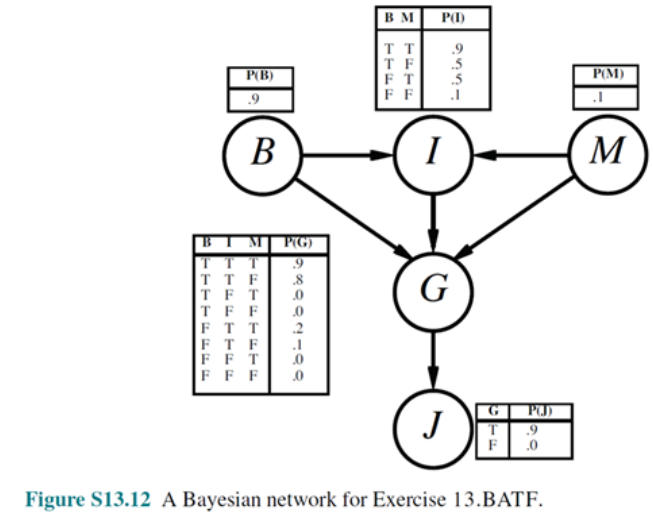 B M P(I)
T T .9
T F .5
F T .5
F F .1
P(B)
.9
P(M)
.1
B
I
M
B I M P(G)
T T T .9
T T F .8
T F T .0
T F F .0
F T T .2
F T F .1
F F T .0
F F F .0
G
J
G P(J)
T .9
F .0
Figure S13.12 A Bayesian network for Exercise 13.BATF.